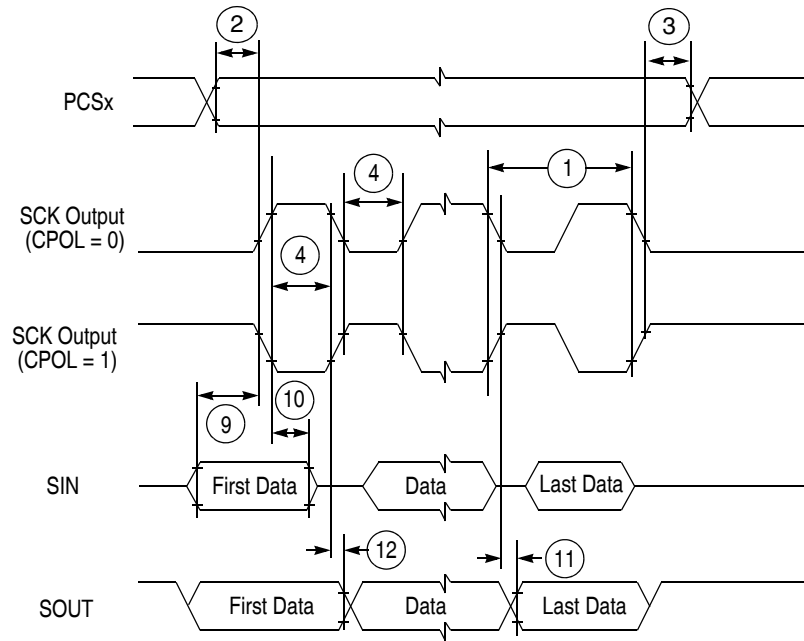 2
3
PCSx
4
1
SCK Output
(CPOL = 0)
4
SCK Output
(CPOL = 1)
9
10
SIN
First Data
Data
Last Data
12
11
SOUT
First Data
Data
Last Data